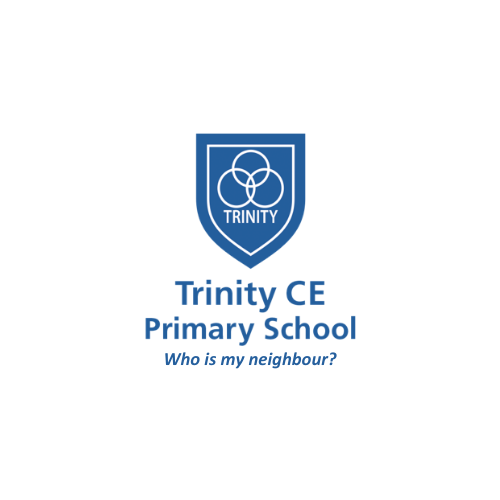 TRINITY
Trinity CE
Primary School
Who is my neighbour?